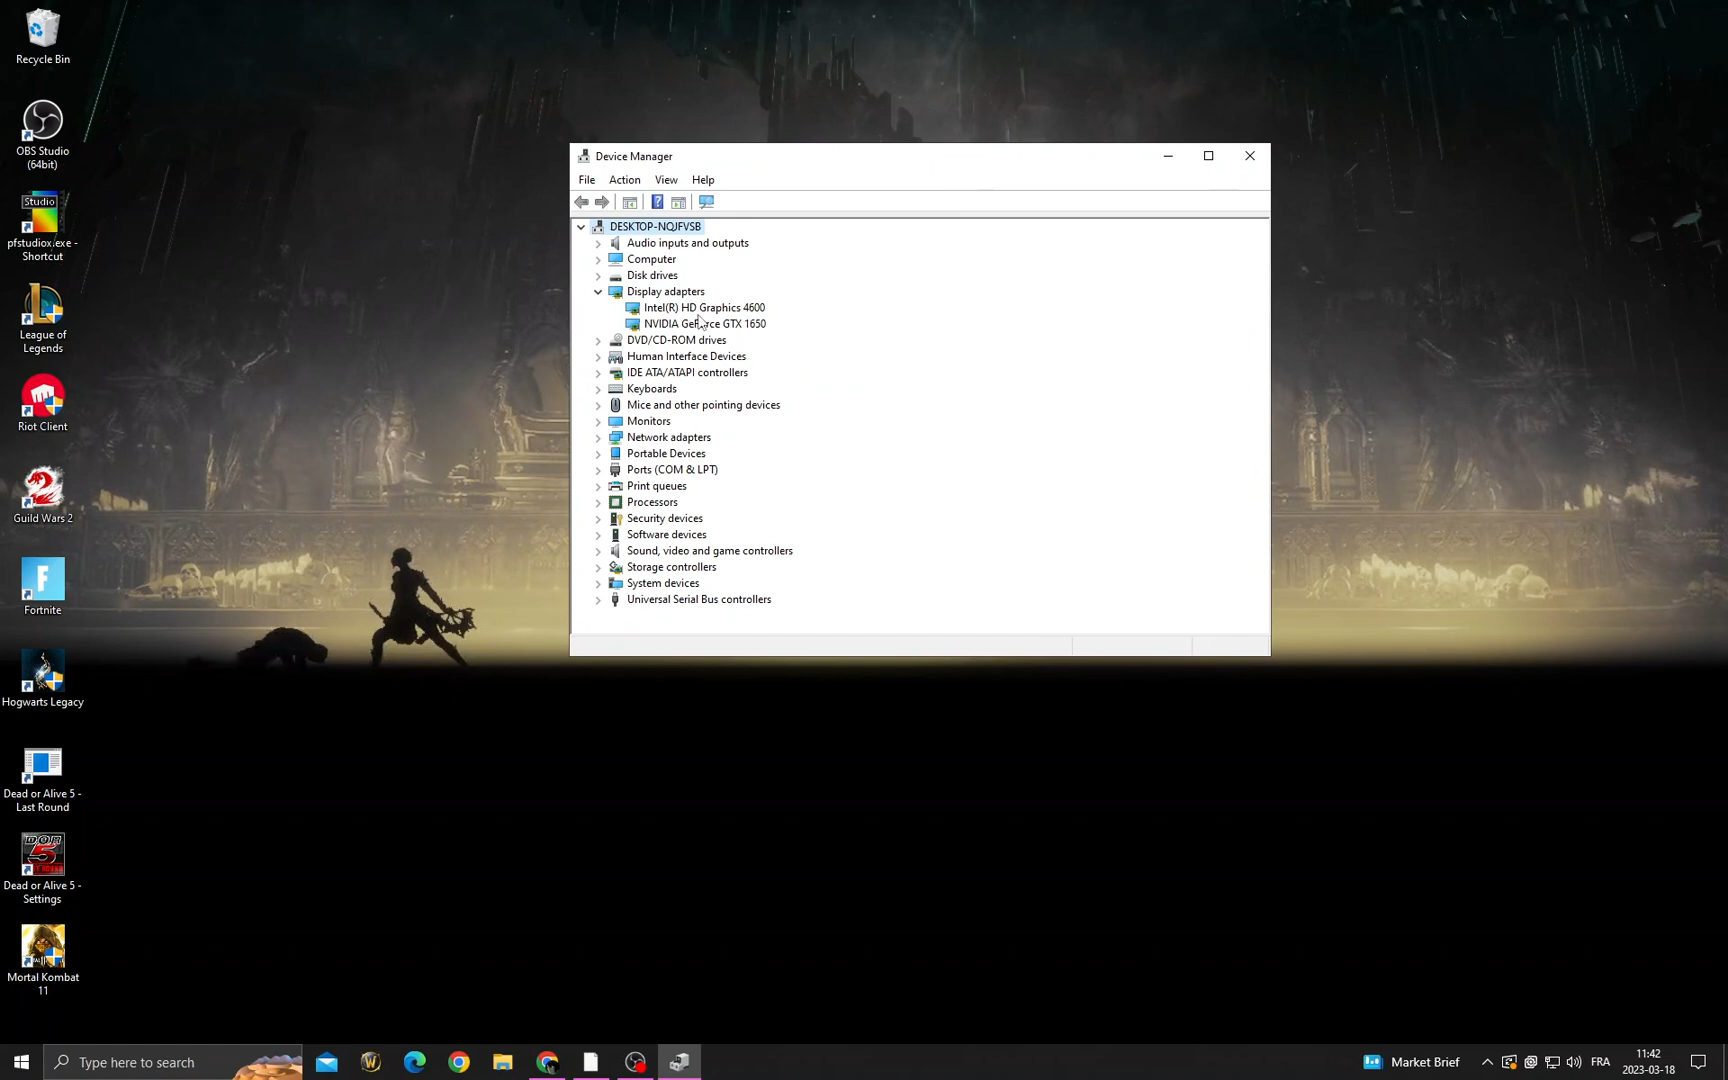 Recycle Bin
OBS Studio
(64bit)
Studio
pfstudiox.exe -
Shortcut
League of
Legends
Riot Client
Guild Wars 2
Fortnite
Hogwarts Legacy
Dead or Alive 5 -
Last Round
Dead or Alive 5 -
Settings
Mortal Kombat
11
Device Manager
File Action View Help
DESKTOP-NQJFVSB
Audio inputs and outputs
Computer
Disk drives
Display adapters
Intel(R) HD Graphics 4600
NVIDIA GeForce GTX 1650
DVD/CD-ROM drives
Human Interface Devices
IDE ATA/ATAPI controllers
Keyboards
Mice and other pointing devices
Monitors
Network adapters
Portable Devices
Ports (COM & LPT)
Print queues
Processors
Security devices
Software devices
Sound, video and game controllers
Storage controllers
System devices
Universal Serial Bus controllers
Type here to search
Market Brief
FRA
11:42
2023-03-18